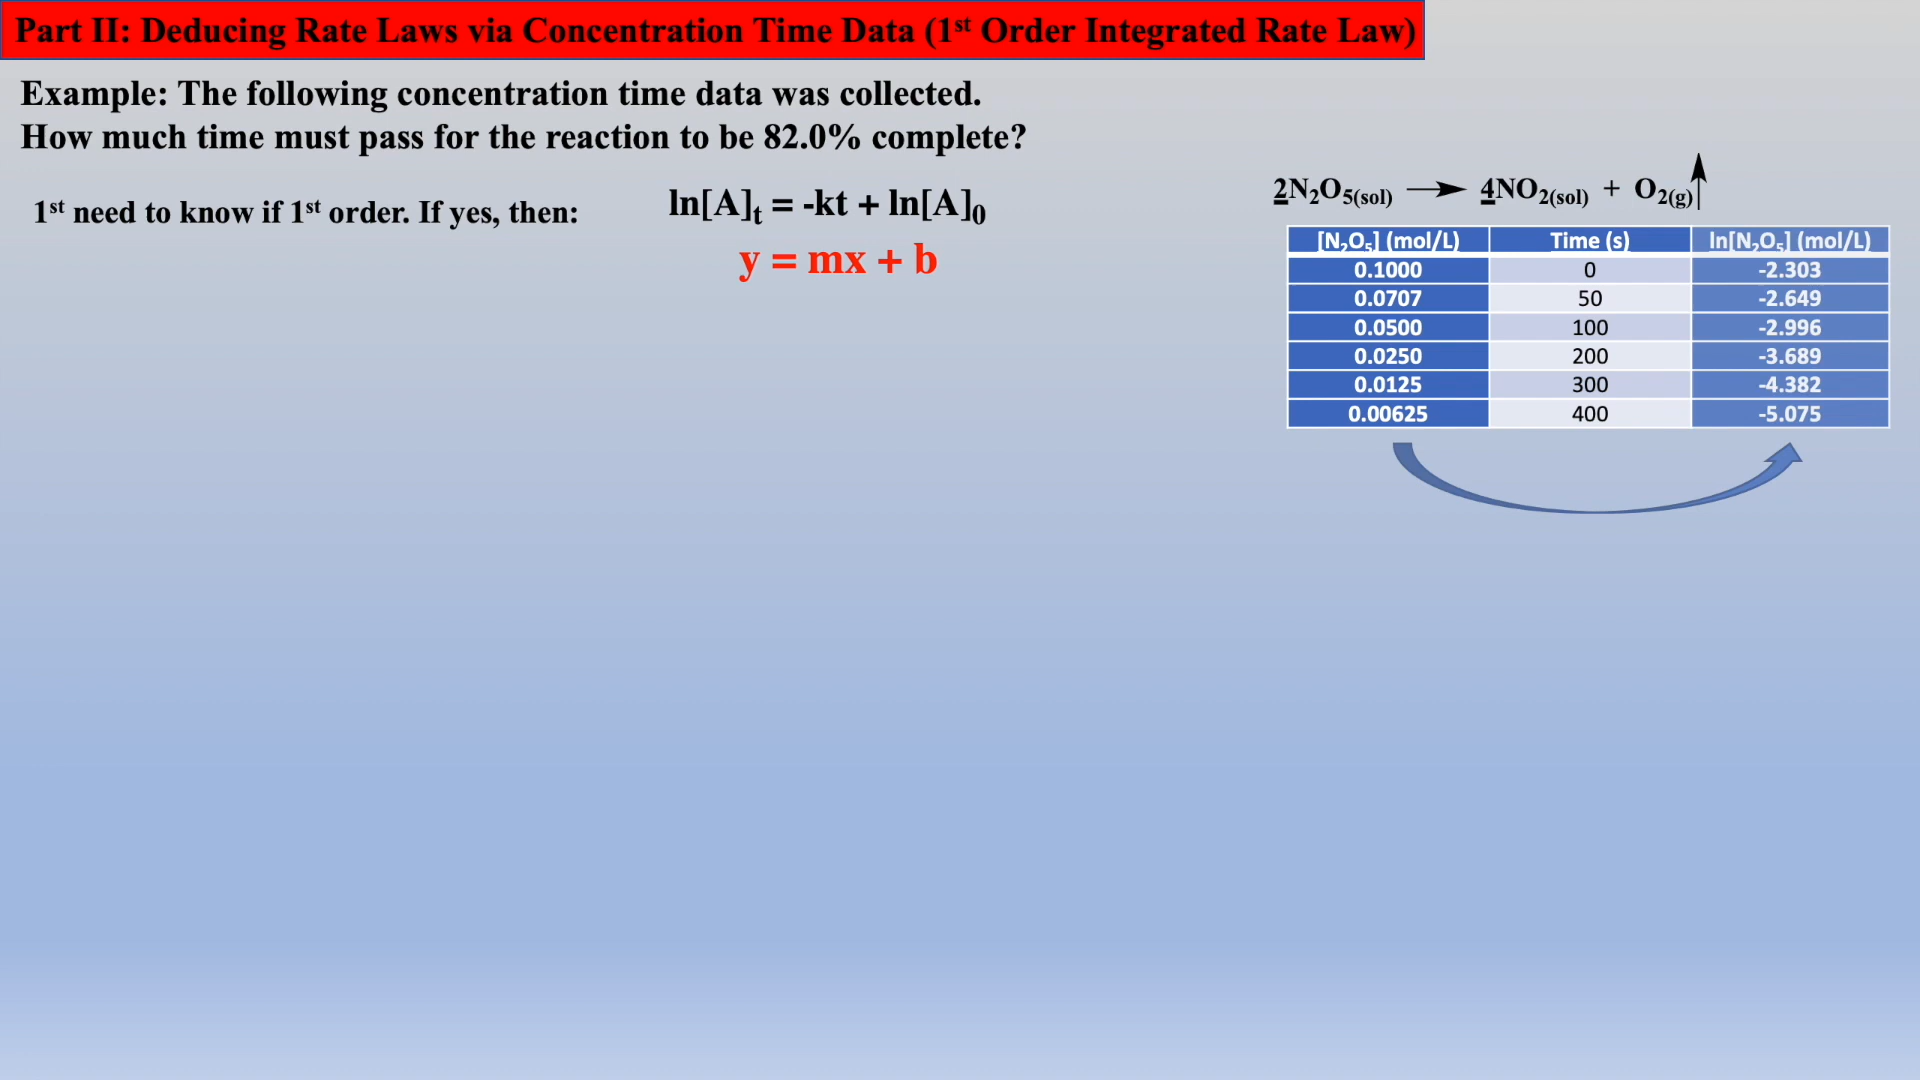 Part II: Deducing Rate Laws via Concentration Time Data (1st Order Integrated Rate Law)
Example: The following concentration time data was collected.
How much time must pass for the reaction to be 82.0% complete?
1st need to know if 1st order. If yes, then:
ln[A]t = -kt + ln[A]0
y = mx + b
2N2O5(sol) → 4NO2(sol) + O2(g)↑
[N2O5] (mol/L) Time (s) ln[N2O5] (mol/L)
0.1000 0 -2.303
0.0707 50 -2.649
0.0500 100 -2.996
0.0250 200 -3.689
0.0125 300 -4.382
0.00625 400 -5.075